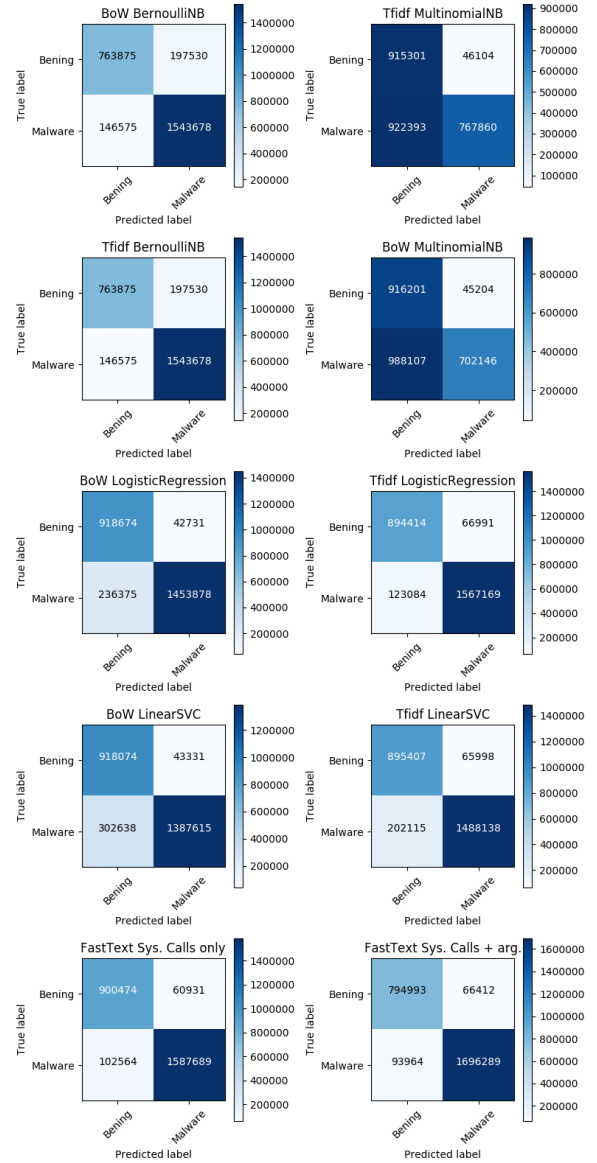 BoW BernoulliNB
True label
Bening
Malware
763875 197530
146575 1543678
Bening
Malware
Predicted label
1400000
1200000
1000000
800000
600000
400000
200000
Tfidf MultinomialNB
True label
Bening
Malware
915301 46104
922393 767860
Bening
Malware
Predicted label
900000
800000
700000
600000
500000
400000
300000
200000
100000
Tfidf BernoulliNB
True label
Bening
Malware
763875 197530
146575 1543678
Bening
Malware
Predicted label
1400000
1200000
1000000
800000
600000
400000
200000
BoW MultinomialNB
True label
Bening
Malware
916201 45204
988107 702146
Bening
Malware
Predicted label
800000
600000
400000
200000
BoW LogisticRegression
True label
Bening
Malware
918674 42731
236375 1453878
Bening
Malware
Predicted label
1400000
1200000
1000000
800000
600000
400000
200000
Tfidf LogisticRegression
True label
Bening
Malware
894414 66991
123084 1567169
Bening
Malware
Predicted label
1400000
1200000
1000000
800000
600000
400000
200000
BoW LinearSVC
True label
Bening
Malware
918074 43331
302638 1387615
Bening
Malware
Predicted label
1200000
1000000
800000
600000
400000
200000
Tfidf LinearSVC
True label
Bening
Malware
895407 65998
202115 1488138
Bening
Malware
Predicted label
1400000
1200000
1000000
800000
600000
400000
200000
FastText Sys. Calls only
True label
Bening
Malware
900474 60931
102564 1587689
Bening
Malware
Predicted label
1400000
1200000
1000000
800000
600000
400000
200000
FastText Sys. Calls + arg.
True label
Bening
Malware
794993 66412
93964 1696289
Bening
Malware
Predicted label
1600000
1400000
1200000
1000000
800000
600000
400000
200000